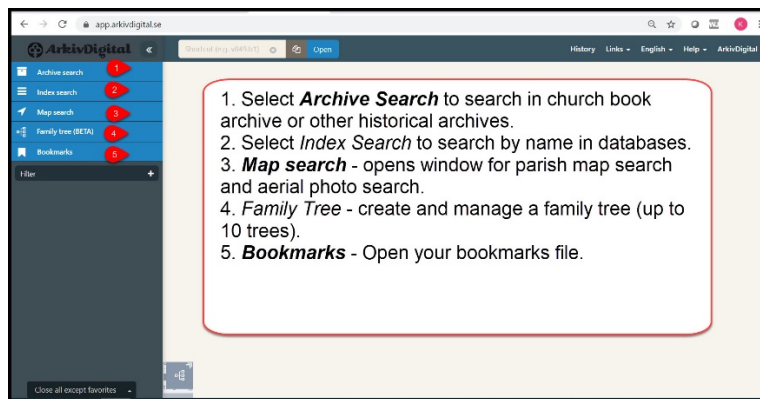 app.arkivdigital.se
ArkivDigital «
Open
History Links English Help ArkivDigital
Archive search 1
Index search 2
Map search 3
Family tree (BETA) 4
Bookmarks 5
Filter +
1. Select Archive Search to search in church book
archive or other historical archives.
2. Select Index Search to search by name in databases.
3. Map search - opens window for parish map search
and aerial photo search.
4. Family Tree - create and manage a family tree (up to
10 trees).
5. Bookmarks - Open your bookmarks file.
Close all except favorites